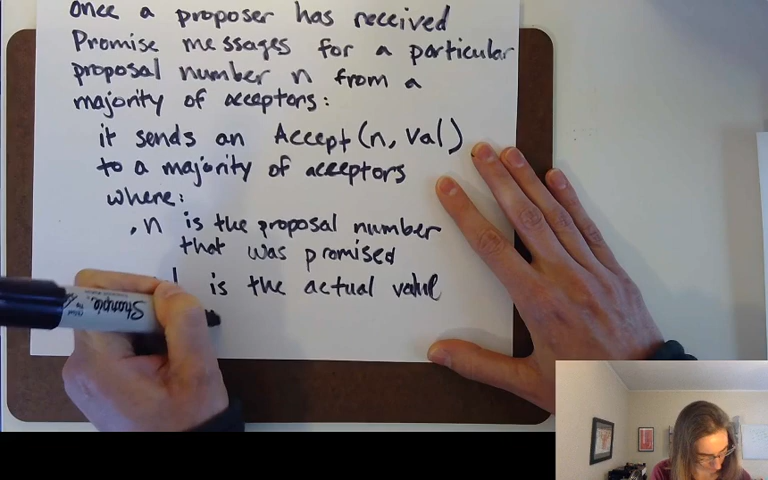 once a proposer has received
Promise messages for a particular
proposal number n from a
majority of acceptors:
it sends an Accept(n, val)
to a majority of acceptors
where:
. n is the proposal number
that was promised
is the actual value
Sharpie